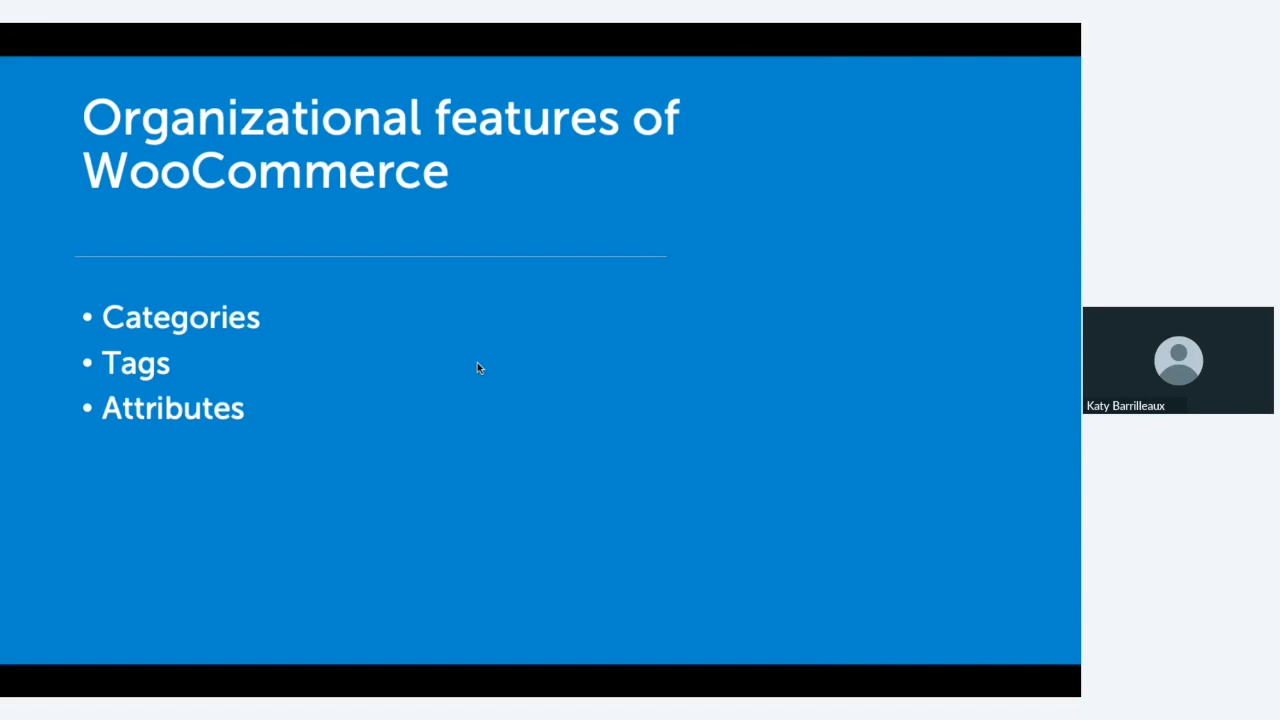 Organizational features of
WooCommerce
• Categories
• Tags
• Attributes
Katy Barrilleaux